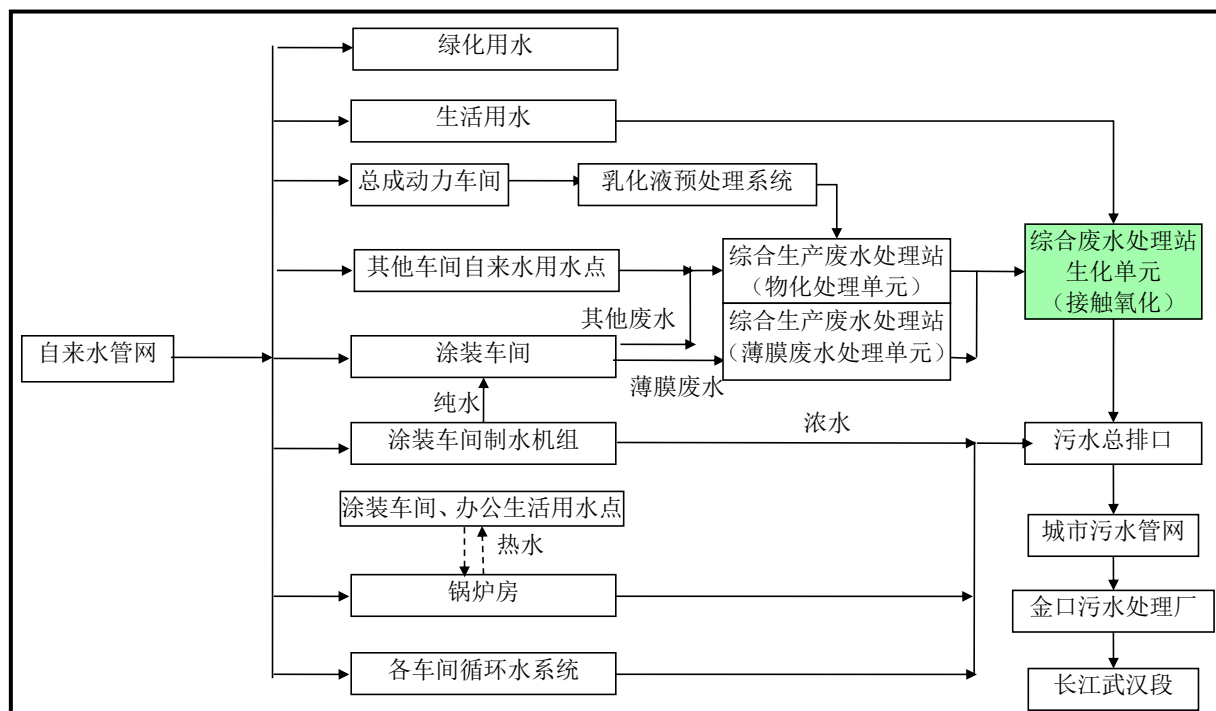 绿化用水
生活用水
总成动力车间
乳化液预处理系统
综合废水处理站
生化单元
（接触氧化）
其他车间自来水用水点
综合生产废水处理站
（物化处理单元）
其他废水
综合生产废水处理站
（薄膜废水处理单元）
自来水管网
涂装车间
薄膜废水
纯水
涂装车间制水机组
浓水
污水总排口
涂装车间、办公生活用水点
热水
城市污水管网
锅炉房
金口污水处理厂
各车间循环水系统
长江武汉段